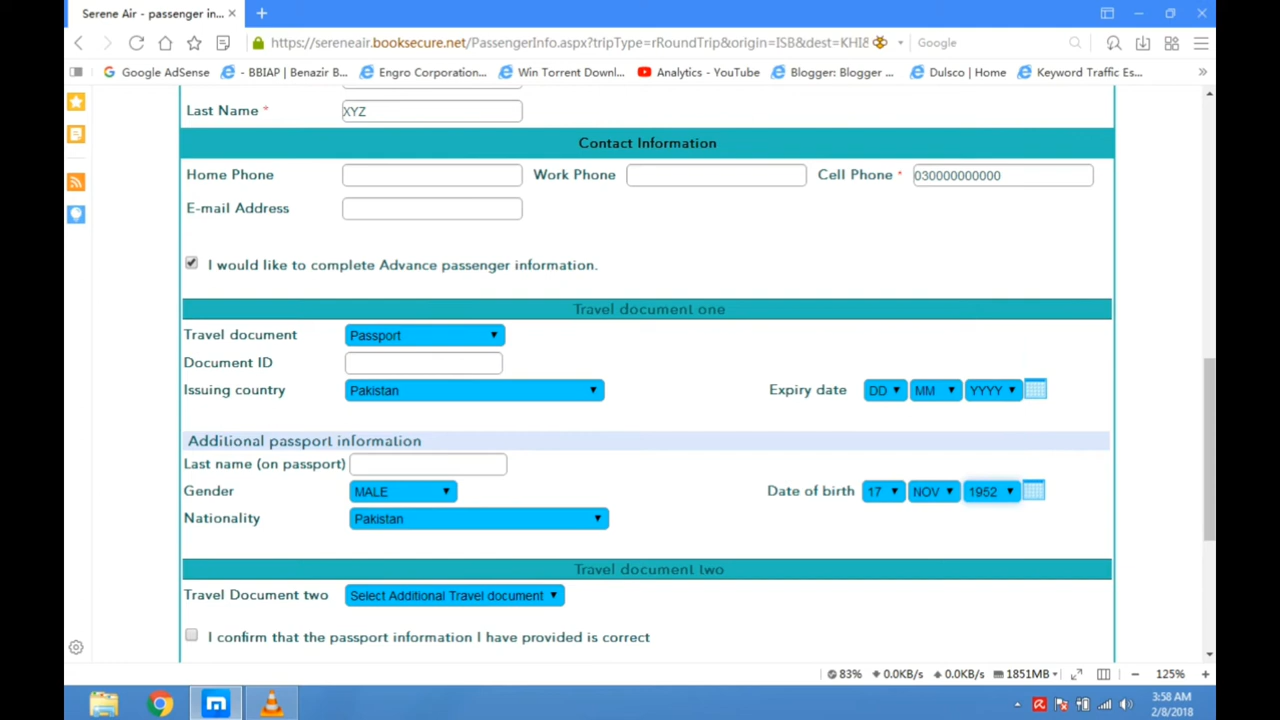 Serene Air - passenger in...
https://sereneair.booksecure.net/PassengerInfo.aspx?tripType=rRoundTrip&origin=ISB&dest=KHI& Google
Google AdSense - BBIAP | Benazir B... Engro Corporation... Win Torrent Downl... Analytics - YouTube Blogger: Blogger ... Dulsco | Home Keyword Traffic Es...
Last Name * XYZ
Contact Information
Home Phone Work Phone Cell Phone * 030000000000
E-mail Address
I would like to complete Advance passenger information.
Travel document one
Travel document Passport
Document ID
Issuing country Pakistan Expiry date DD MM YYYY
Additional passport information
Last name (on passport)
Gender MALE Date of birth 17 NOV 1952
Nationality Pakistan
Travel document two
Travel Document two Select Additional Travel document
I confirm that the passport information I have provided is correct
83% 0.0KB/s 0.0KB/s 1851MB 125%
3:58 AM
2/8/2018